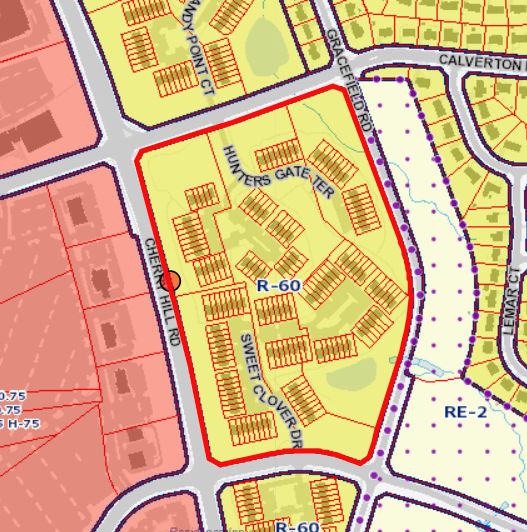 ANDY POINT CT
GRACEFIELD RD
CALVERTON
HUNTERS GATE TER
CHERRY HILL RD
R-60
LEMAR CT
SWEET CLOVER DR
0-75
.75
H-75
RE-2
R-60